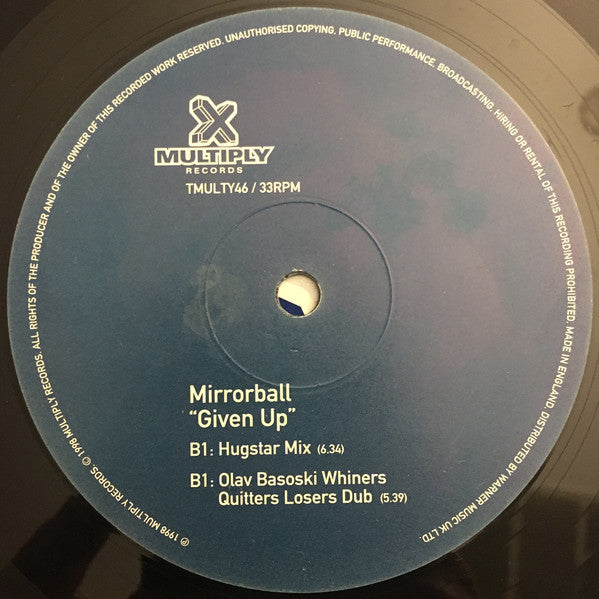 ℗ 1998 MULTIPLY RECORDS. © 1998 MULTIPLY RECORDS. ALL RIGHTS OF THE PRODUCER AND OF THE OWNER OF THIS RECORDED WORK RESERVED. UNAUTHORISED COPYING, PUBLIC PERFORMANCE, BROADCASTING, HIRING OR RENTAL OF THIS RECORDING PROHIBITED. MADE IN ENGLAND. DISTRIBUTED BY WARNER MUSIC UK LTD.
X
MULTIPLY
RECORDS
TMULTY46 / 33RPM
Mirrorball
“Given Up”
B1: Hugstar Mix (6.34)
B1: Olav Basoski Whiners
Quitters Losers Dub (5.39)